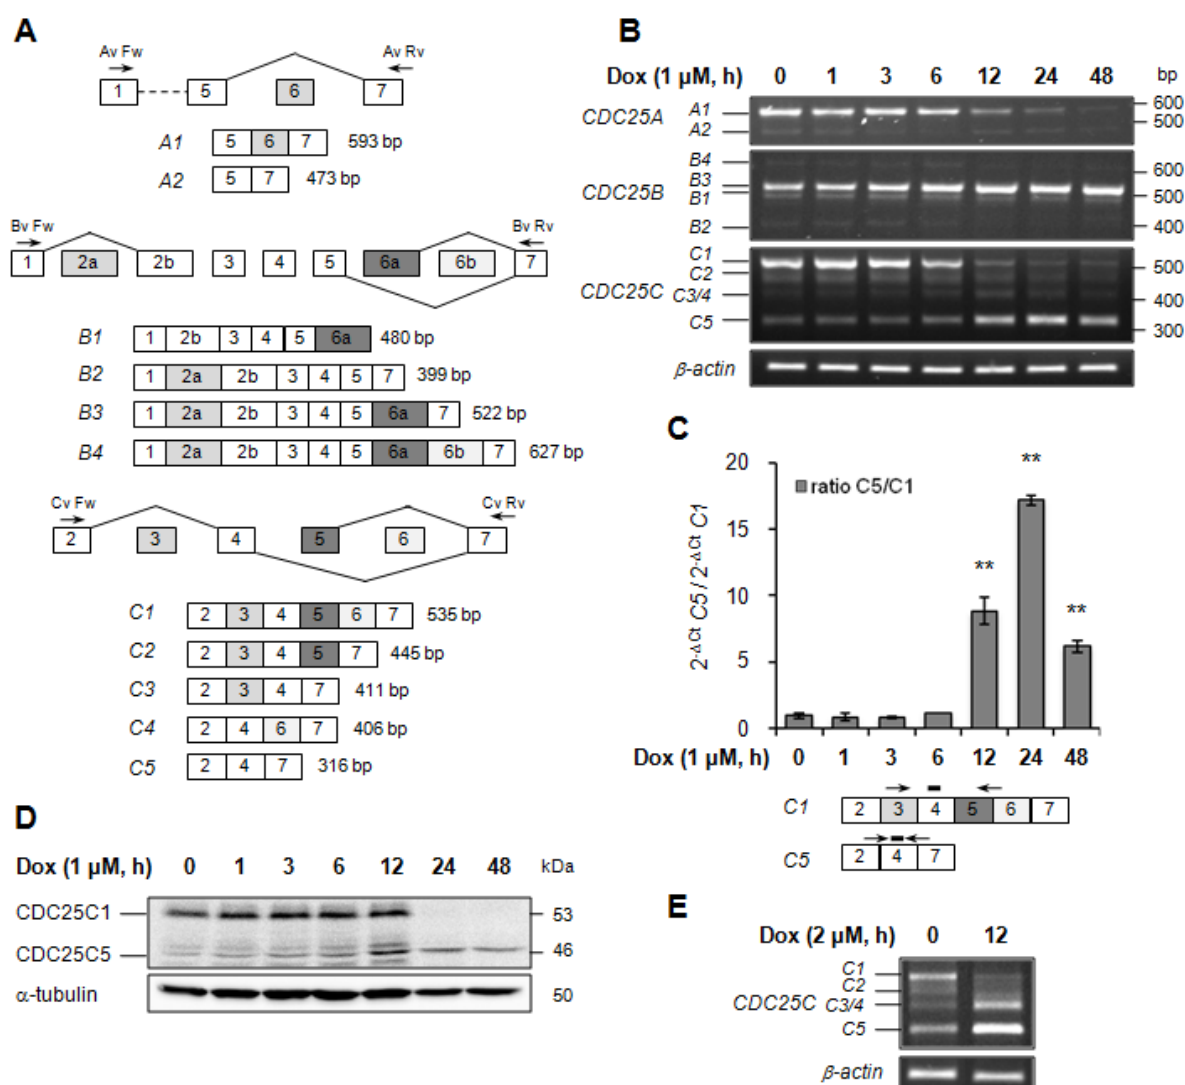 A
Av Fw Av Rv
1 5 6 7
A1 5 6 7 593 bp
A2 5 7 473 bp
Bv Fw Bv Rv
1 2a 2b 3 4 5 6a 6b 7
B1 1 2b 3 4 5 6a 480 bp
B2 1 2a 2b 3 4 5 7 399 bp
B3 1 2a 2b 3 4 5 6a 7 522 bp
B4 1 2a 2b 3 4 5 6a 6b 7 627 bp
Cv Fw Cv Rv
2 3 4 5 6 7
C1 2 3 4 5 6 7 535 bp
C2 2 3 4 5 7 445 bp
C3 2 3 4 7 411 bp
C4 2 4 6 7 406 bp
C5 2 4 7 316 bp
B
Dox (1 µM, h) 0 1 3 6 12 24 48 bp
CDC25A A1 A2 600 500
CDC25B B4 B3 B1 B2 600 500 400
CDC25C C1 C2 C3/4 C5 500 400 300
β-actin
C
2-ΔCt C5 / 2-ΔCt C1
20
15
10
5
0
ratio C5/C1
** ** **
Dox (1 µM, h) 0 1 3 6 12 24 48
C1 2 3 4 5 6 7
C5 2 4 7
D
Dox (1 µM, h) 0 1 3 6 12 24 48 kDa
CDC25C1 53
CDC25C5 46
α-tubulin 50
E
Dox (2 µM, h) 0 12
CDC25C C1 C2 C3/4 C5
β-actin